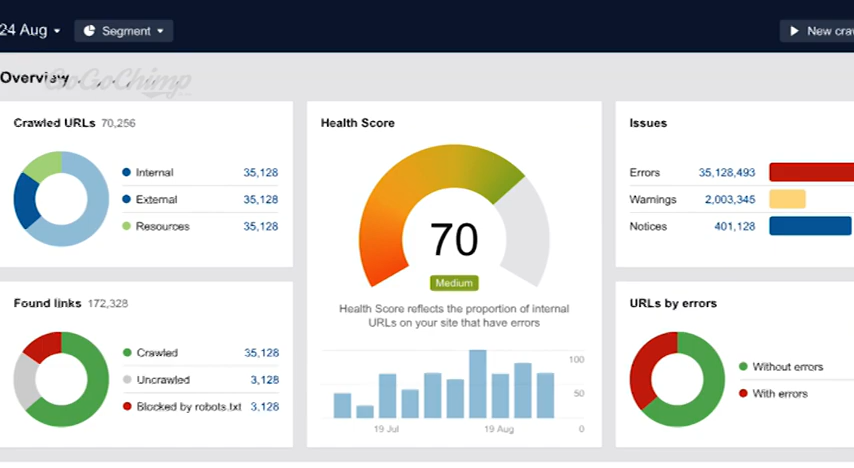 24 Aug
Segment
New craw
Overview
GoGoChimp
Crawled URLs 70,256
Internal 35,128
External 35,128
Resources 35,128
Health Score
70
Medium
Health Score reflects the proportion of internal
URLs on your site that have errors
100
50
0
19 Jul
19 Aug
Issues
Errors 35,128,493
Warnings 2,003,345
Notices 401,128
Found links 172,328
Crawled 35,128
Uncrawled 3,128
Blocked by robots.txt 3,128
URLs by errors
Without errors
With errors